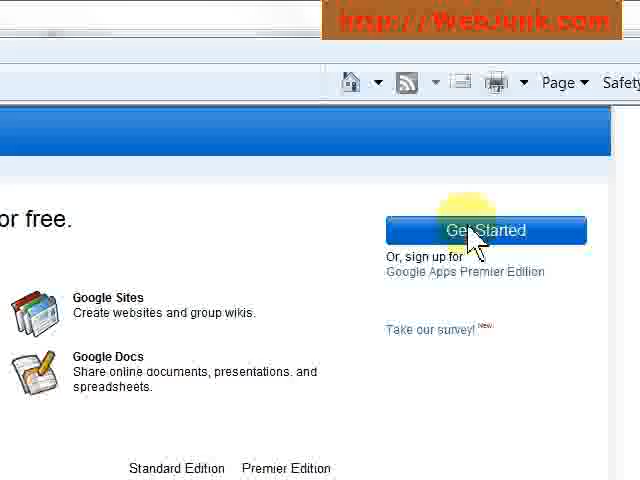 http://WebJunk.com
Page
Safety
or free.
Get Started
Or, sign up for
Google Apps Premier Edition
Google Sites
Create websites and group wikis.
Take our survey! New
Google Docs
Share online documents, presentations. and
spreadsheets.
Standard Edition Premier Edition